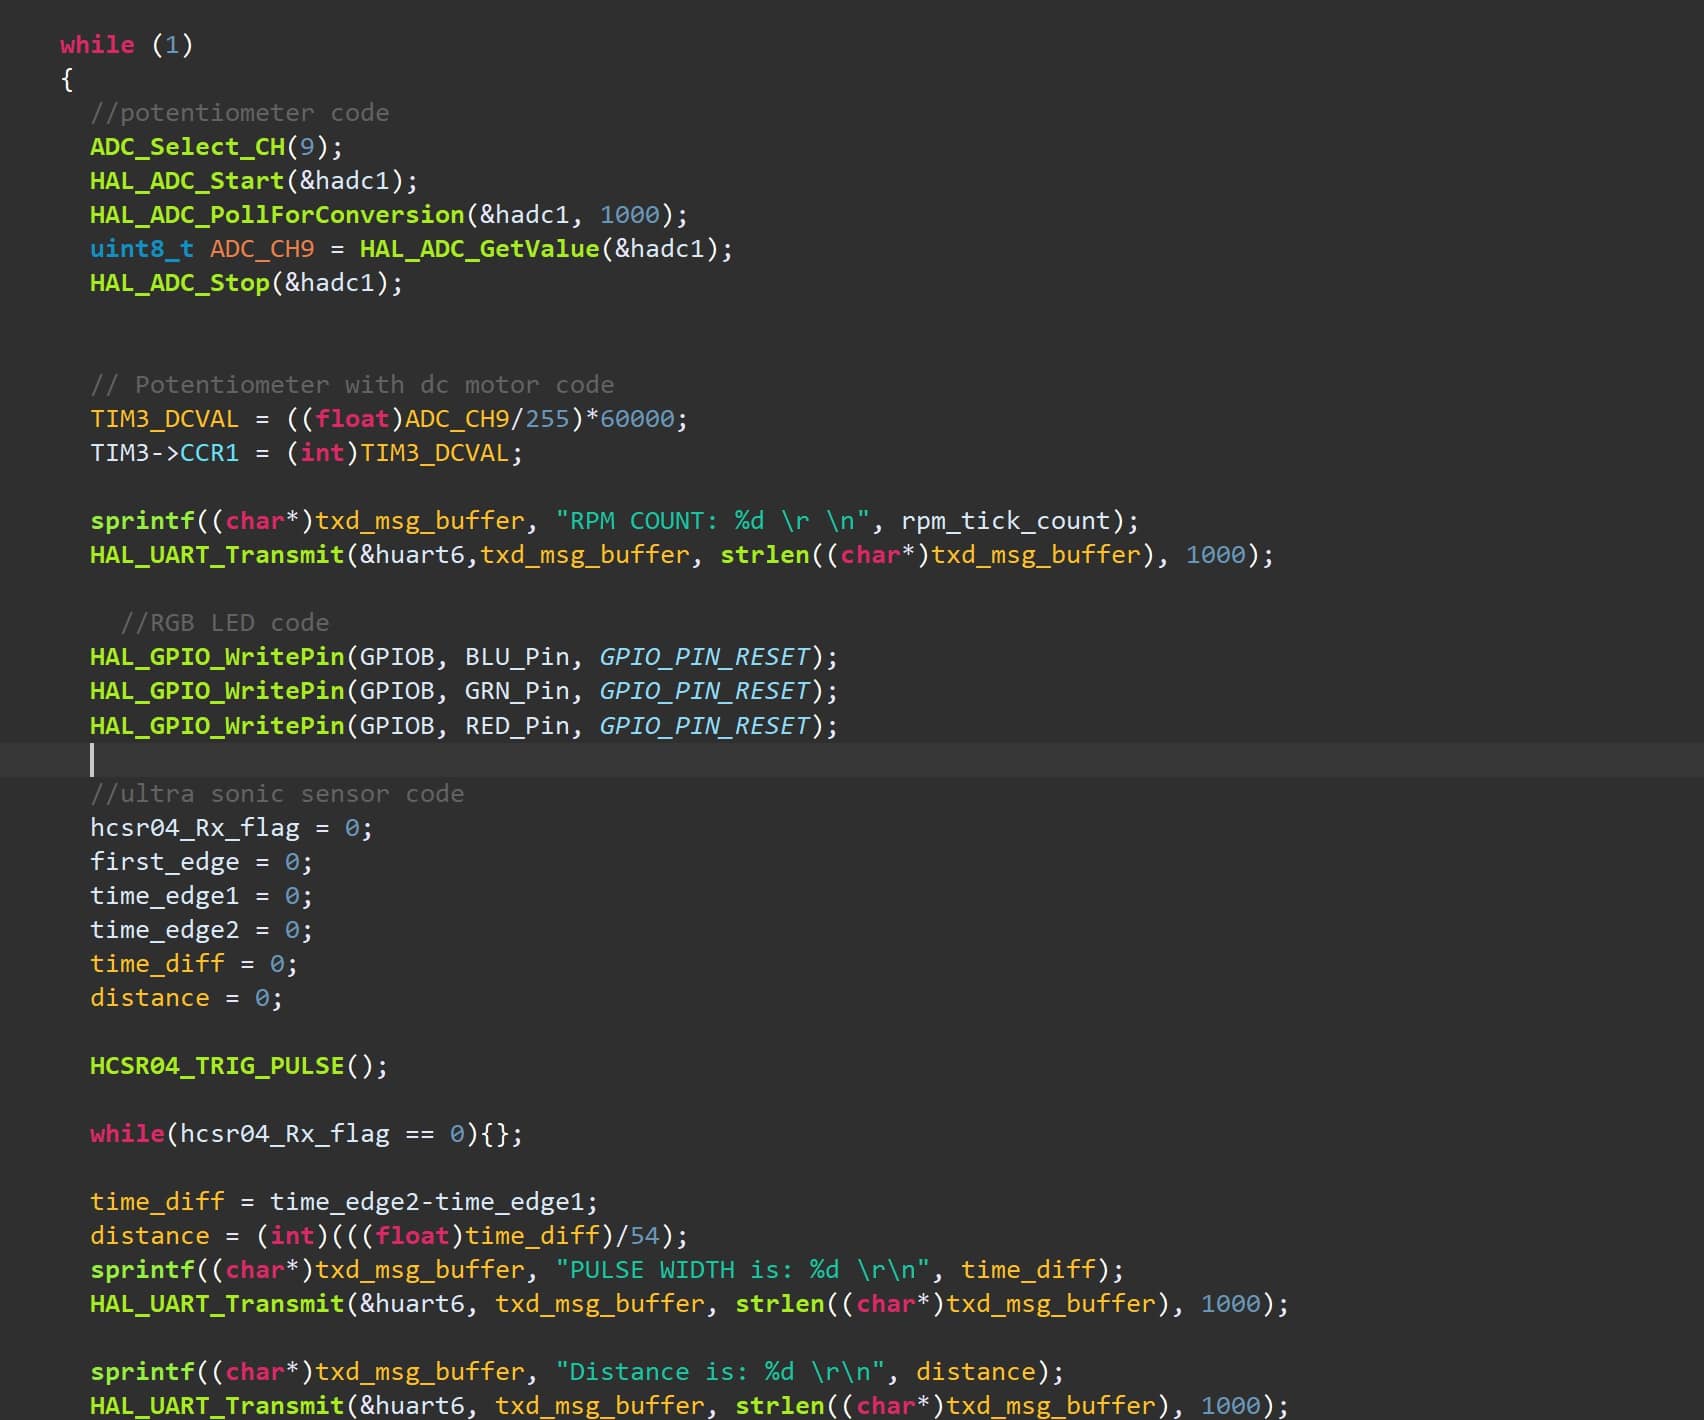 while (1)
{
//potentiometer code
ADC_Select_CH(9);
HAL_ADC_Start(&hadc1);
HAL_ADC_PollForConversion(&hadc1, 1000);
uint8_t ADC_CH9 = HAL_ADC_GetValue(&hadc1);
HAL_ADC_Stop(&hadc1);
// Potentiometer with dc motor code
TIM3_DCVAL = ((float)ADC_CH9/255)*60000;
TIM3->CCR1 = (int)TIM3_DCVAL;
sprintf((char*)txd_msg_buffer, "RPM COUNT: %d \r \n", rpm_tick_count);
HAL_UART_Transmit(&huart6,txd_msg_buffer, strlen((char*)txd_msg_buffer), 1000);
//RGB LED code
HAL_GPIO_WritePin(GPIOB, BLU_Pin, GPIO_PIN_RESET);
HAL_GPIO_WritePin(GPIOB, GRN_Pin, GPIO_PIN_RESET);
HAL_GPIO_WritePin(GPIOB, RED_Pin, GPIO_PIN_RESET);
//ultra sonic sensor code
hcsr04_Rx_flag = 0;
first_edge = 0;
time_edge1 = 0;
time_edge2 = 0;
time_diff = 0;
distance = 0;
HCSR04_TRIG_PULSE();
while(hcsr04_Rx_flag == 0){};
time_diff = time_edge2-time_edge1;
distance = (int)(((float)time_diff)/54);
sprintf((char*)txd_msg_buffer, "PULSE WIDTH is: %d \r\n", time_diff);
HAL_UART_Transmit(&huart6, txd_msg_buffer, strlen((char*)txd_msg_buffer), 1000);
sprintf((char*)txd_msg_buffer, "Distance is: %d \r\n", distance);
HAL_UART_Transmit(&huart6, txd_msg_buffer, strlen((char*)txd_msg_buffer), 1000);